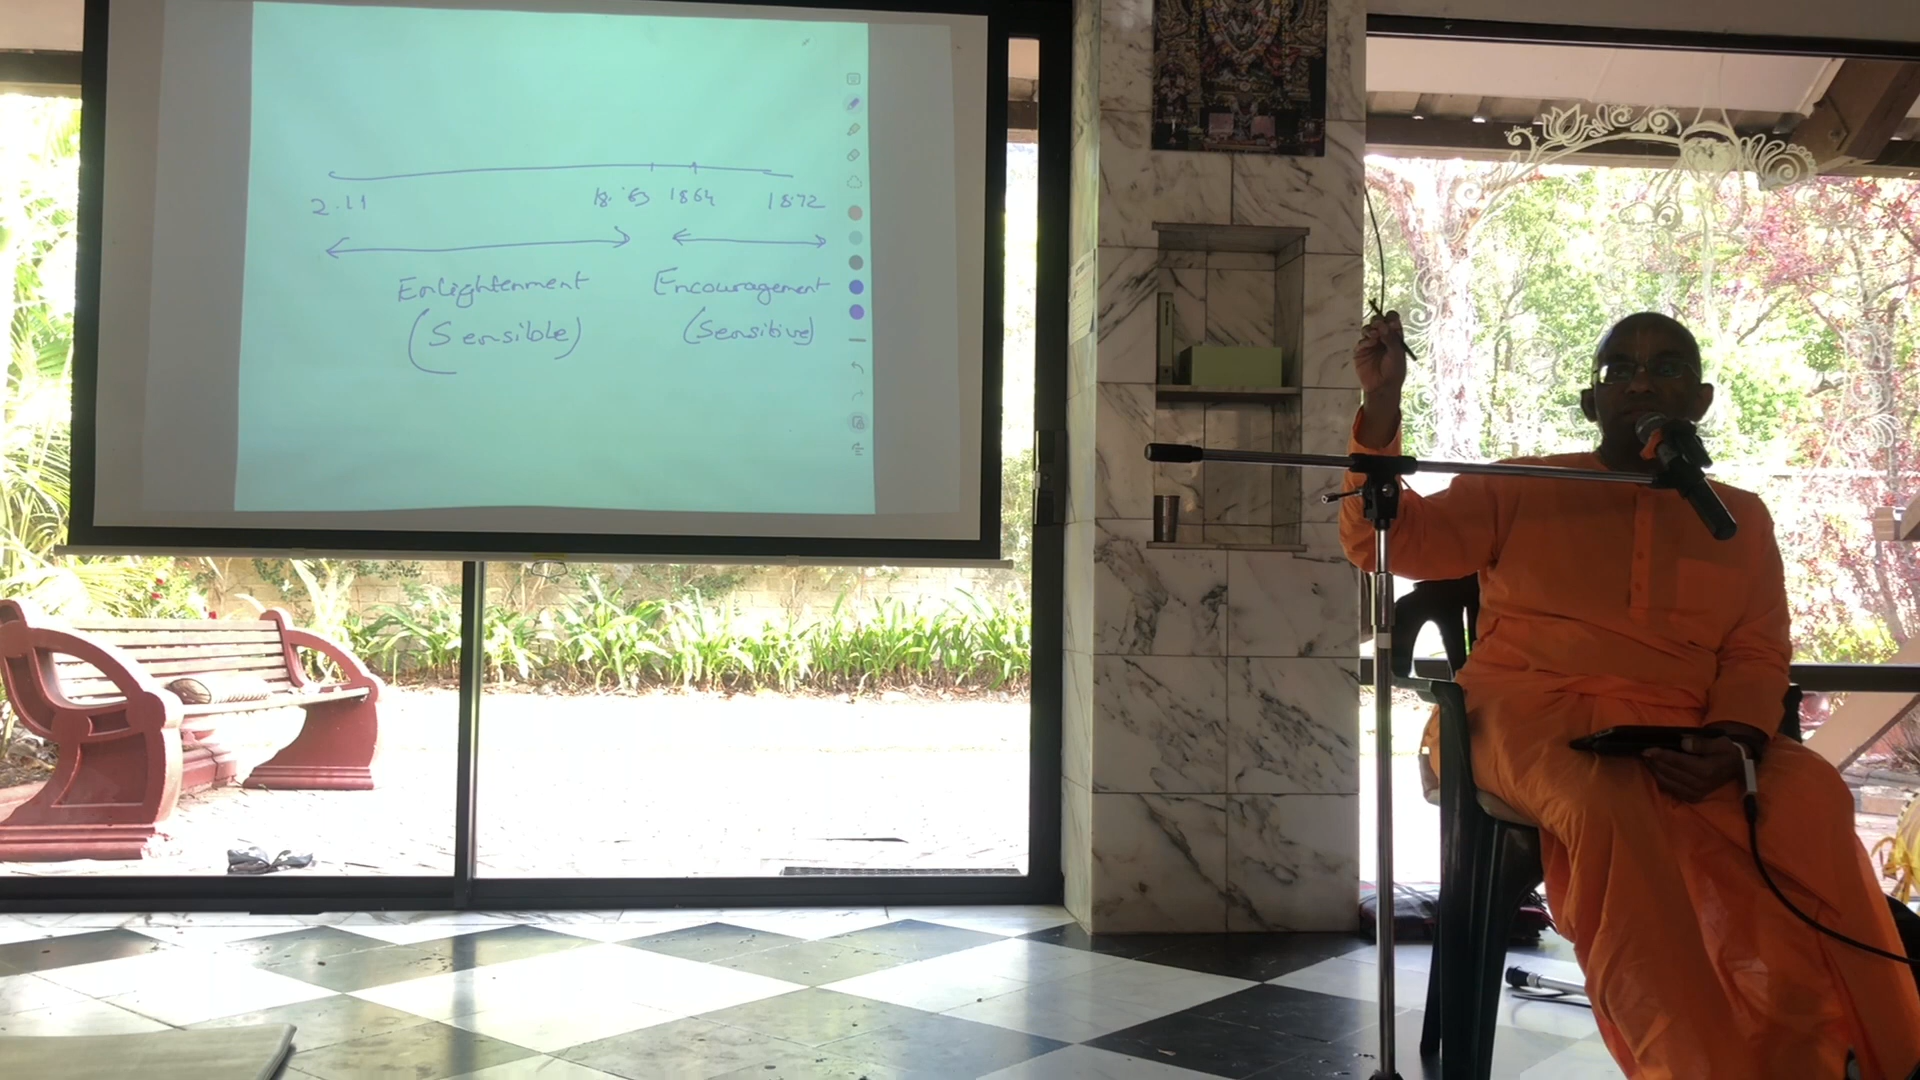 2.11 18.63 1864 1872
Enlightenment Encouragement
(Sensible) (Sensitive)